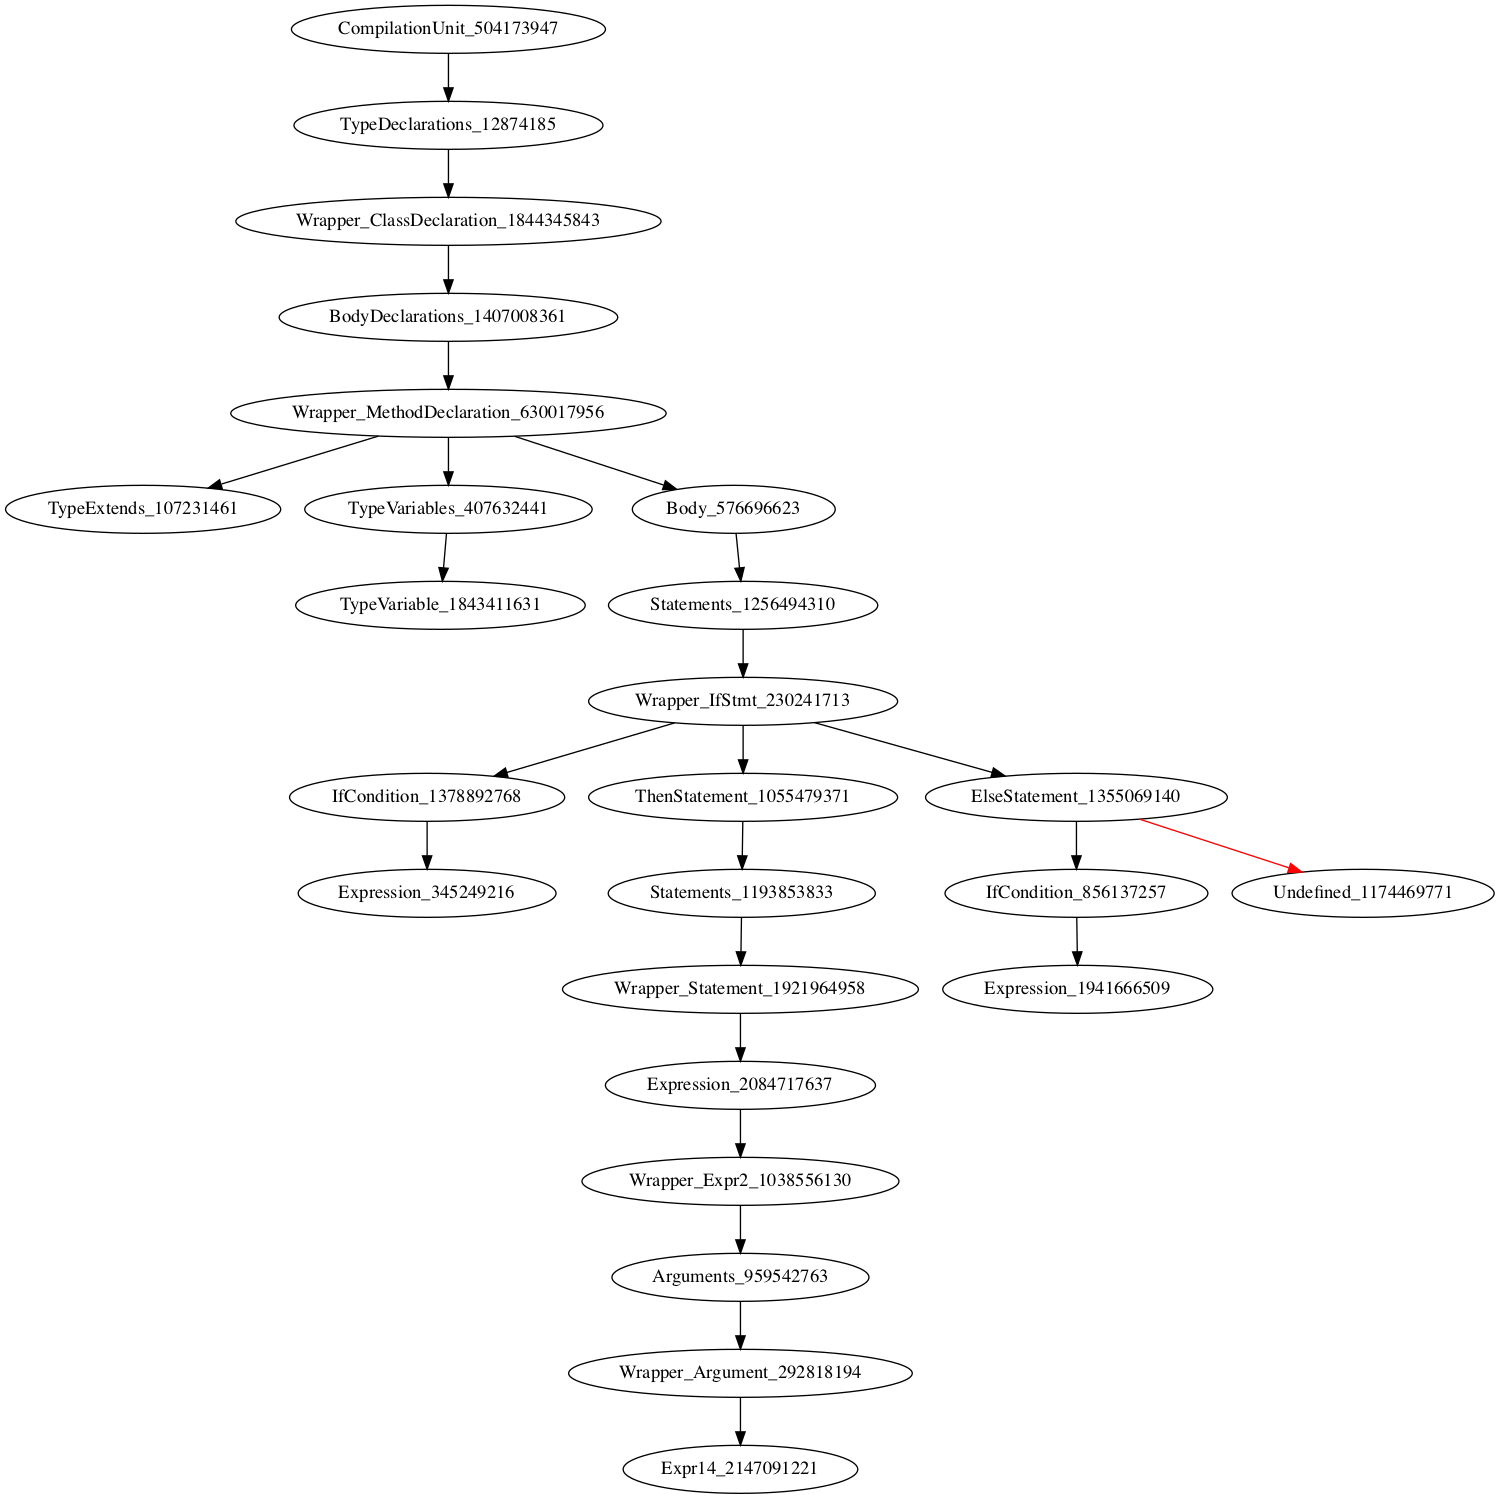 CompilationUnit_504173947
TypeDeclarations_12874185
Wrapper_ClassDeclaration_1844345843
BodyDeclarations_1407008361
Wrapper_MethodDeclaration_630017956
TypeExtends_107231461
TypeVariables_407632441
Body_576696623
TypeVariable_1843411631
Statements_1256494310
Wrapper_IfStmt_230241713
IfCondition_1378892768
ThenStatement_1055479371
ElseStatement_1355069140
Expression_345249216
Statements_1193853833
IfCondition_856137257
Undefined_1174469771
Wrapper_Statement_1921964958
Expression_1941666509
Expression_2084717637
Wrapper_Expr2_1038556130
Arguments_959542763
Wrapper_Argument_292818194
Expr14_2147091221